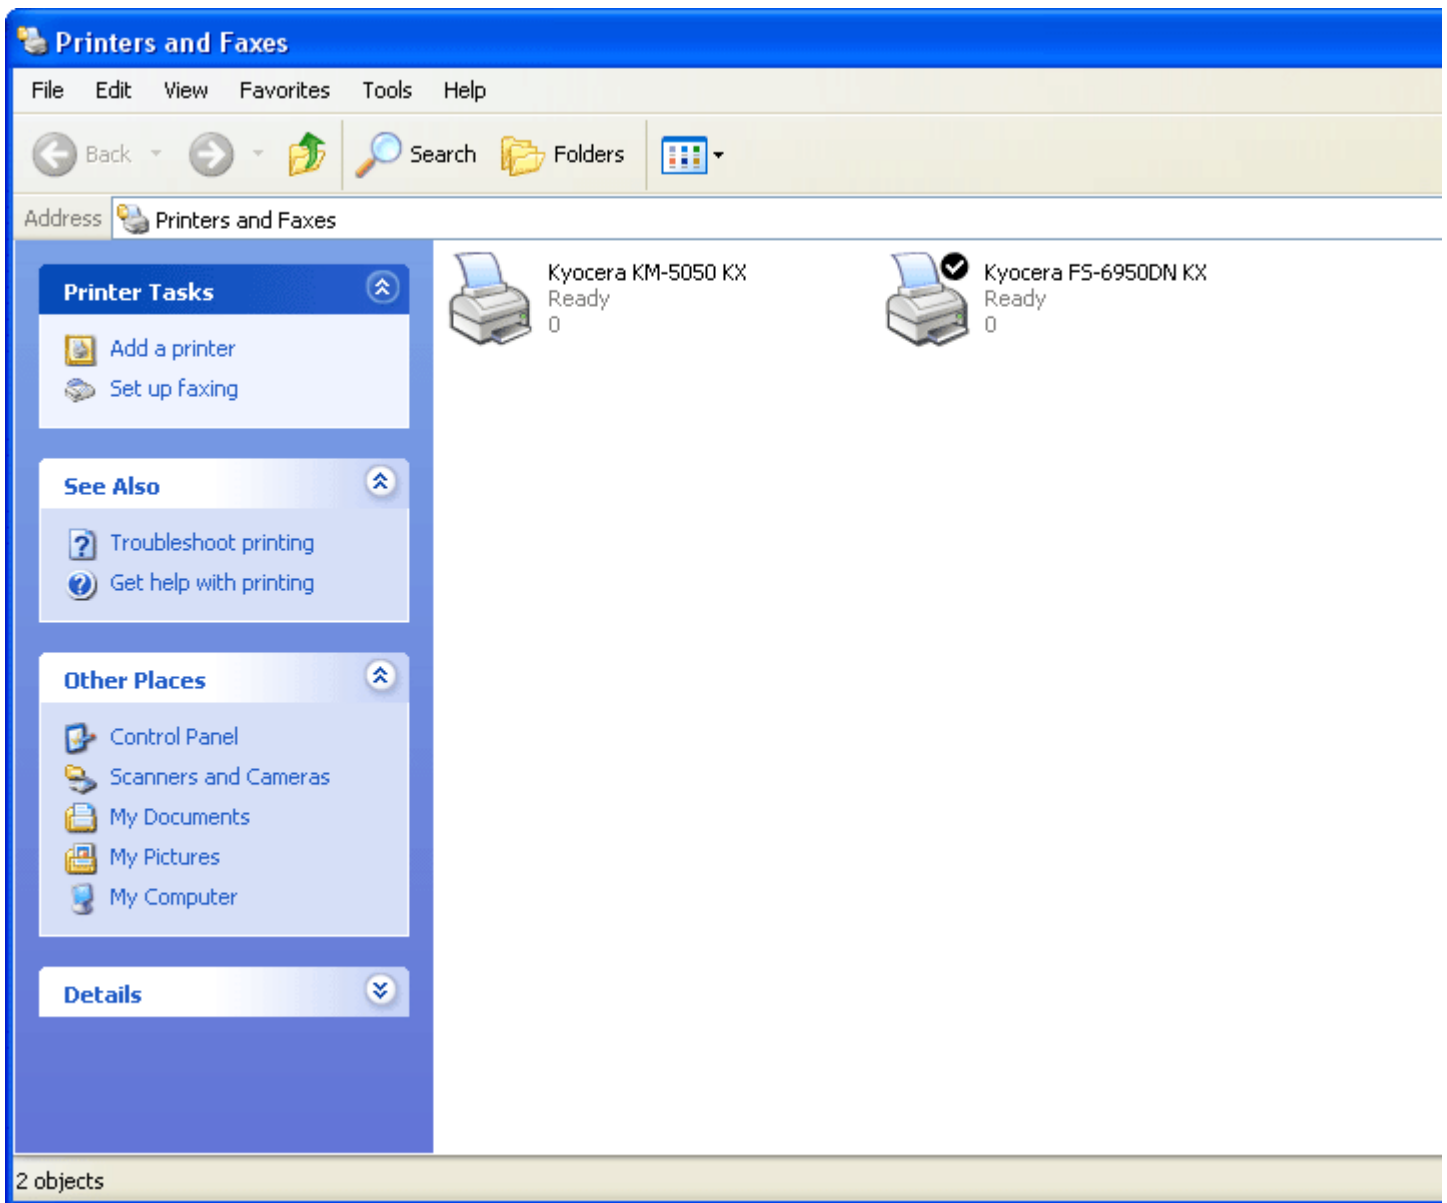 Printers and Faxes
File Edit View Favorites Tools Help
Back Search Folders
Address Printers and Faxes
Printer Tasks
Add a printer
Set up faxing
See Also
Troubleshoot printing
Get help with printing
Other Places
Control Panel
Scanners and Cameras
My Documents
My Pictures
My Computer
Details
Kyocera KM-5050 KX
Ready
0
Kyocera FS-6950DN KX
Ready
0
2 objects